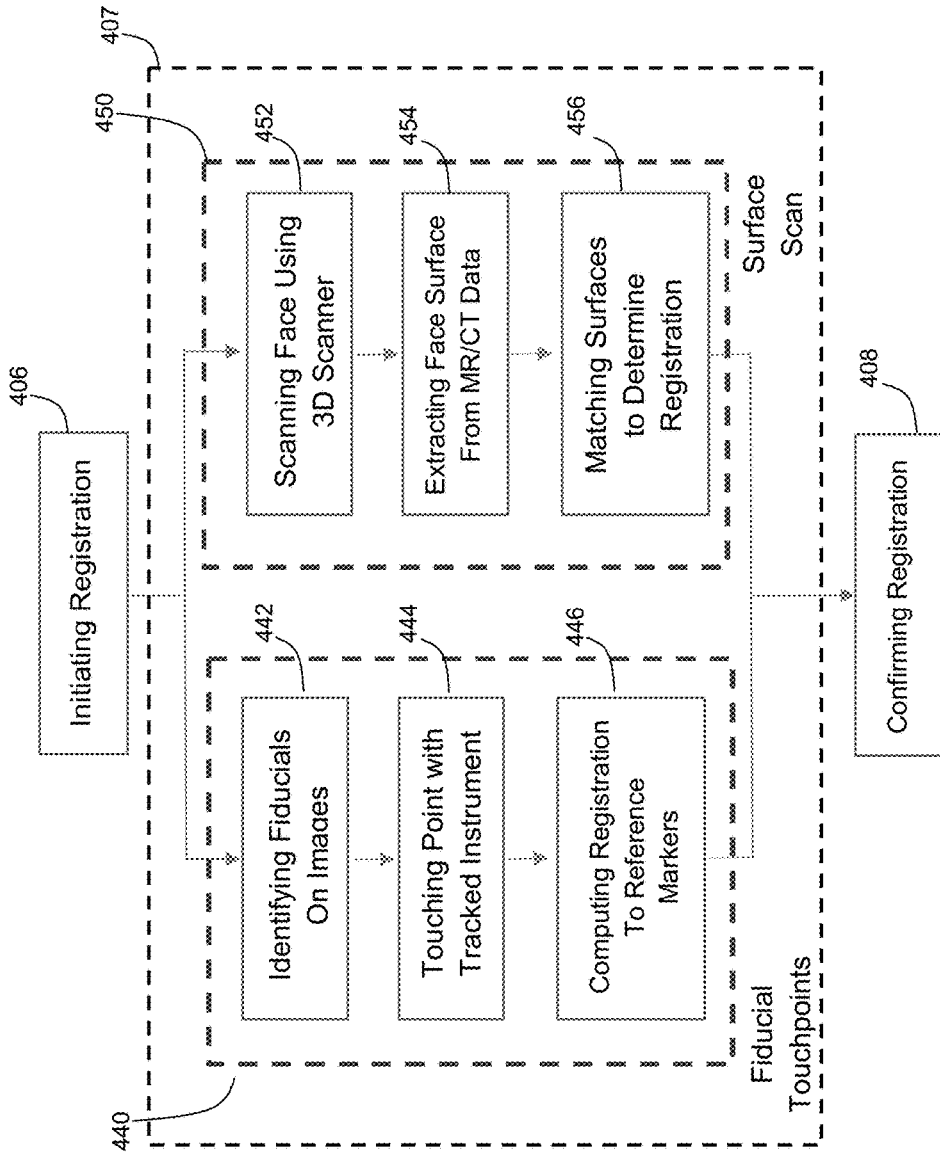 406
Initiating Registration
407
440
442
Identifying Fiducials
On Images
444
Touching Point with
Tracked Instrument
446
Computing Registration
To Reference
Markers
Fiducial
Touchpoints
450
452
Scanning Face Using
3D Scanner
454
Extracting Face Surface
From MR/CT Data
456
Matching Surfaces
to Determine
Registration
Surface
Scan
408
Confirming Registration